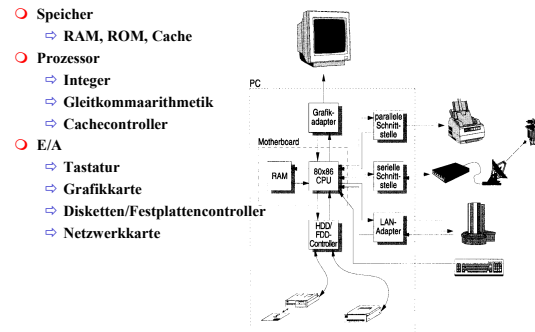 Speicher
RAM, ROM, Cache
Prozessor
Integer
Gleitkommaarithmetik
Cachecontroller
E/A
Tastatur
Grafikkarte
Disketten/Festplattencontroller
Netzwerkkarte
PC
Grafik-
adapter
parallele
Schnitt-
stelle
Motherboard
RAM
80x86
CPU
serielle
Schnitt-
stelle
LAN-
Adapter
HDD/
FDD-
Controller